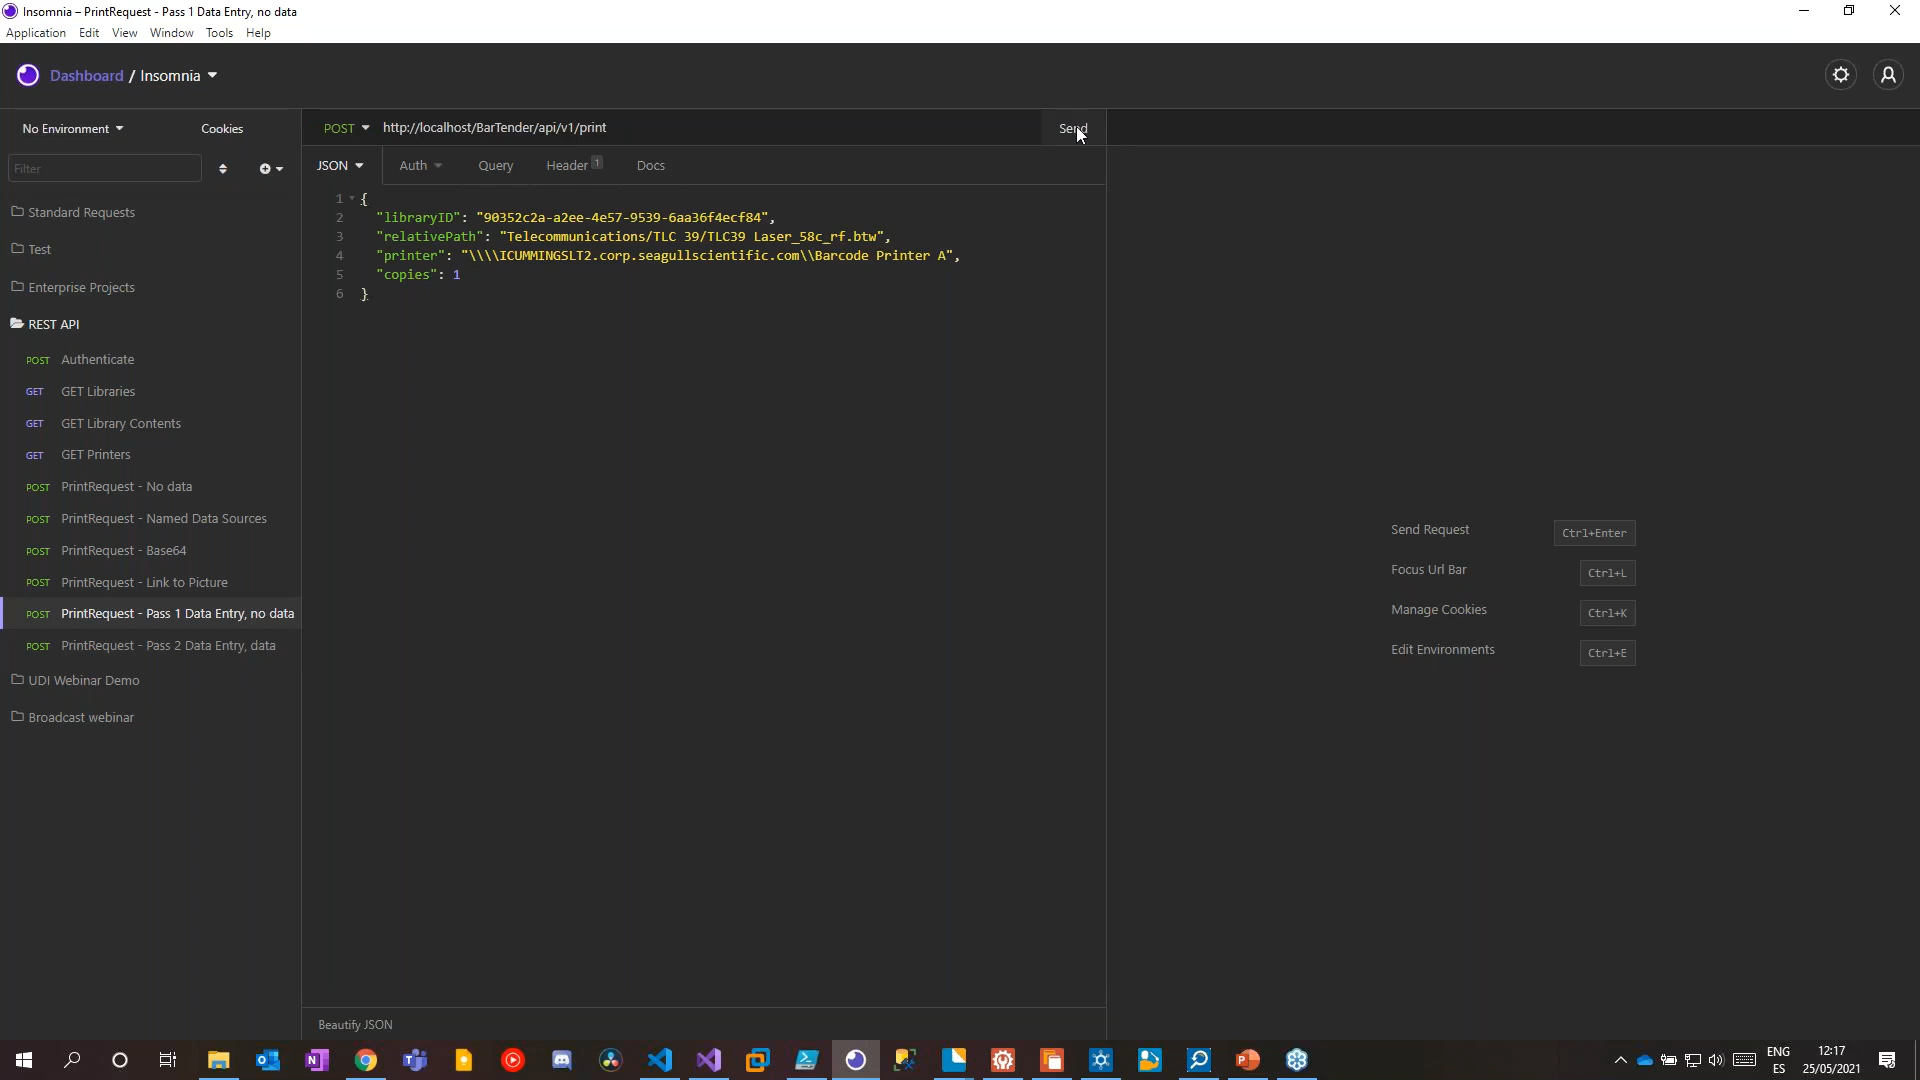 Insomnia – PrintRequest - Pass 1 Data Entry, no data
Application Edit View Window Tools Help
Dashboard / Insomnia
No Environment Cookies
POST http://localhost/BarTender/api/v1/print Send
Filter
JSON Auth Query Header 1 Docs
1 {
2 "libraryID": "90352c2a-a2ee-4e57-9539-6aa36f4ecf84",
3 "relativePath": "Telecommunications/TLC 39/TLC39 Laser_58c_rf.btw",
4 "printer": "\\\\ICUMMINGSLT2.corp.seagullscientific.com\\Barcode Printer A",
5 "copies": 1
6 }
Standard Requests
Test
Enterprise Projects
REST API
POST Authenticate
GET GET Libraries
GET GET Library Contents
GET GET Printers
POST PrintRequest - No data
POST PrintRequest - Named Data Sources
POST PrintRequest - Base64
POST PrintRequest - Link to Picture
POST PrintRequest - Pass 1 Data Entry, no data
POST PrintRequest - Pass 2 Data Entry, data
UDI Webinar Demo
Broadcast webinar
Send Request Ctrl+Enter
Focus Url Bar Ctrl+L
Manage Cookies Ctrl+K
Edit Environments Ctrl+E
Beautify JSON
ENG
ES
12:17
25/05/2021